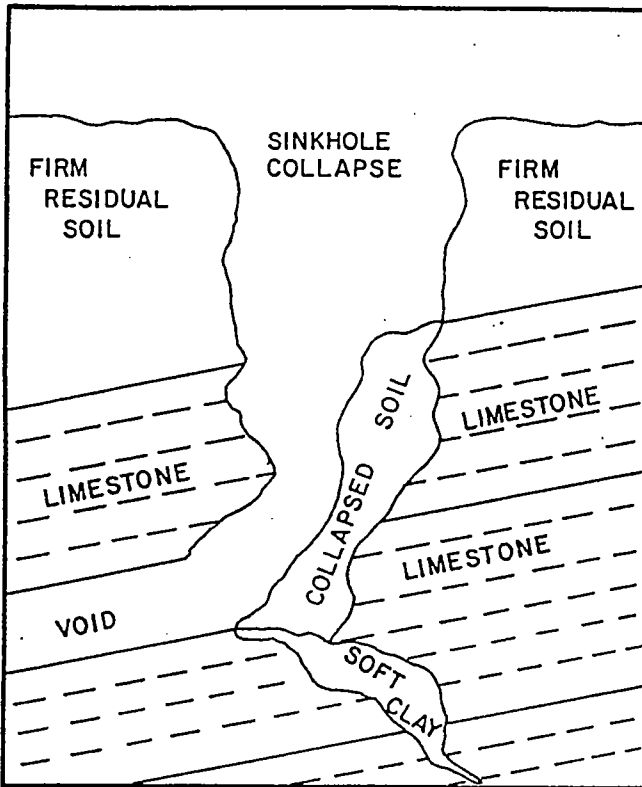 SINKHOLE
COLLAPSE
FIRM
RESIDUAL
SOIL
FIRM
RESIDUAL
SOIL
COLLAPSED SOIL
LIMESTONE
LIMESTONE
LIMESTONE
VOID
SOFT
CLAY